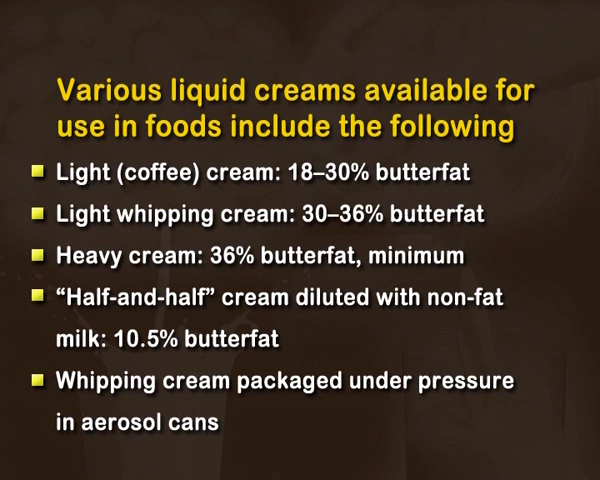 Various liquid creams available for
use in foods include the following
Light (coffee) cream: 18–30% butterfat
Light whipping cream: 30–36% butterfat
Heavy cream: 36% butterfat, minimum
“Half-and-half” cream diluted with non-fat
milk: 10.5% butterfat
Whipping cream packaged under pressure
in aerosol cans